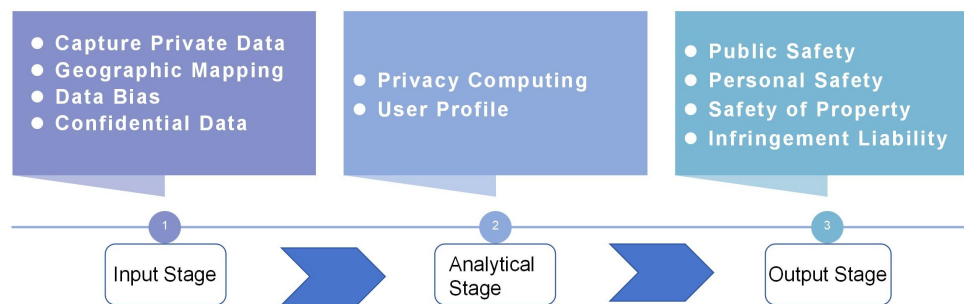 Capture Private Data
Geographic Mapping
Data Bias
Confidential Data
Privacy Computing
User Profile
Public Safety
Personal Safety
Safety of Property
Infringement Liability
1
2
3
Input Stage
Analytical
Stage
Output Stage